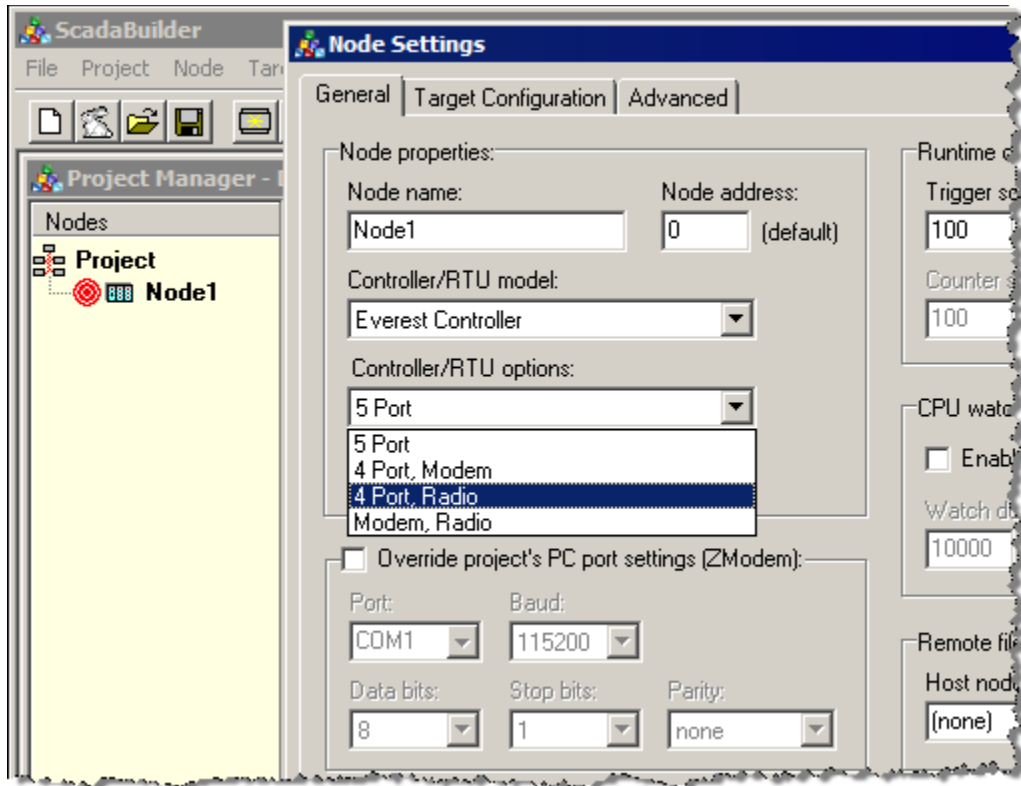 ScadaBuilder
File Project Node
Node Settings
General Target Configuration Advanced
Project Manager -
Nodes
Project
Node1
Node properties:
Node name: Node address:
Node1 0 (default)
Controller/RTU model:
Everest Controller
Controller/RTU options:
5 Port
5 Port
4 Port, Modem
4 Port, Radio
Modem, Radio
Override project's PC port settings (ZModem):
Port: Baud:
COM1 115200
Data bits: Stop bits: Parity:
8 1 none
Runtime
Trigger
100
Counter
100
CPU
Watch
10000
Remote
Host
(none)